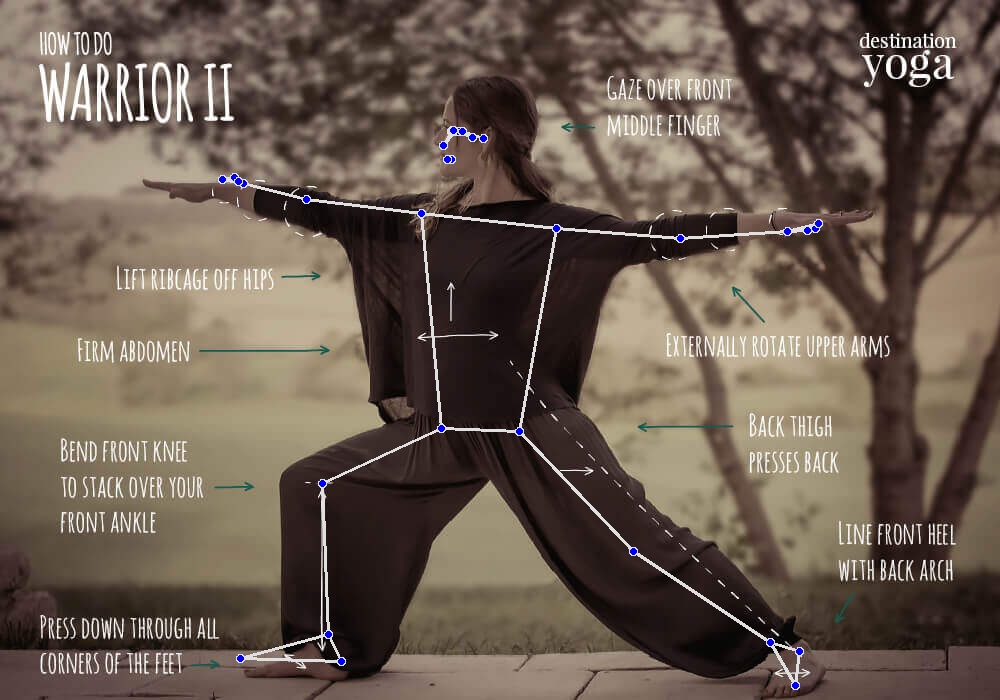 HOW TO DO
WARRIOR II
destination
yoga
GAZE OVER FRONT
MIDDLE FINGER
LIFT RIBCAGE OFF HIPS
FIRM ABDOMEN
EXTERNALLY ROTATE UPPER ARMS
BEND FRONT KNEE
TO STACK OVER YOUR
FRONT ANKLE
BACK THIGH
PRESSES BACK
LINE FRONT HEEL
WITH BACK ARCH
PRESS DOWN THROUGH ALL
CORNERS OF THE FEET